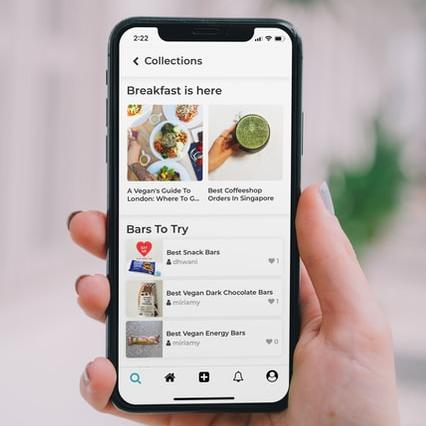 2:22
Collections
Breakfast is here
A Vegan's Guide To
London: Where To G...
Best Coffeeshop
Orders In Singapore
Bars To Try
Best Snack Bars
dhwani
1
Best Vegan Dark Chocolate Bars
miriamy
1
Best Vegan Energy Bars
miriamy
0